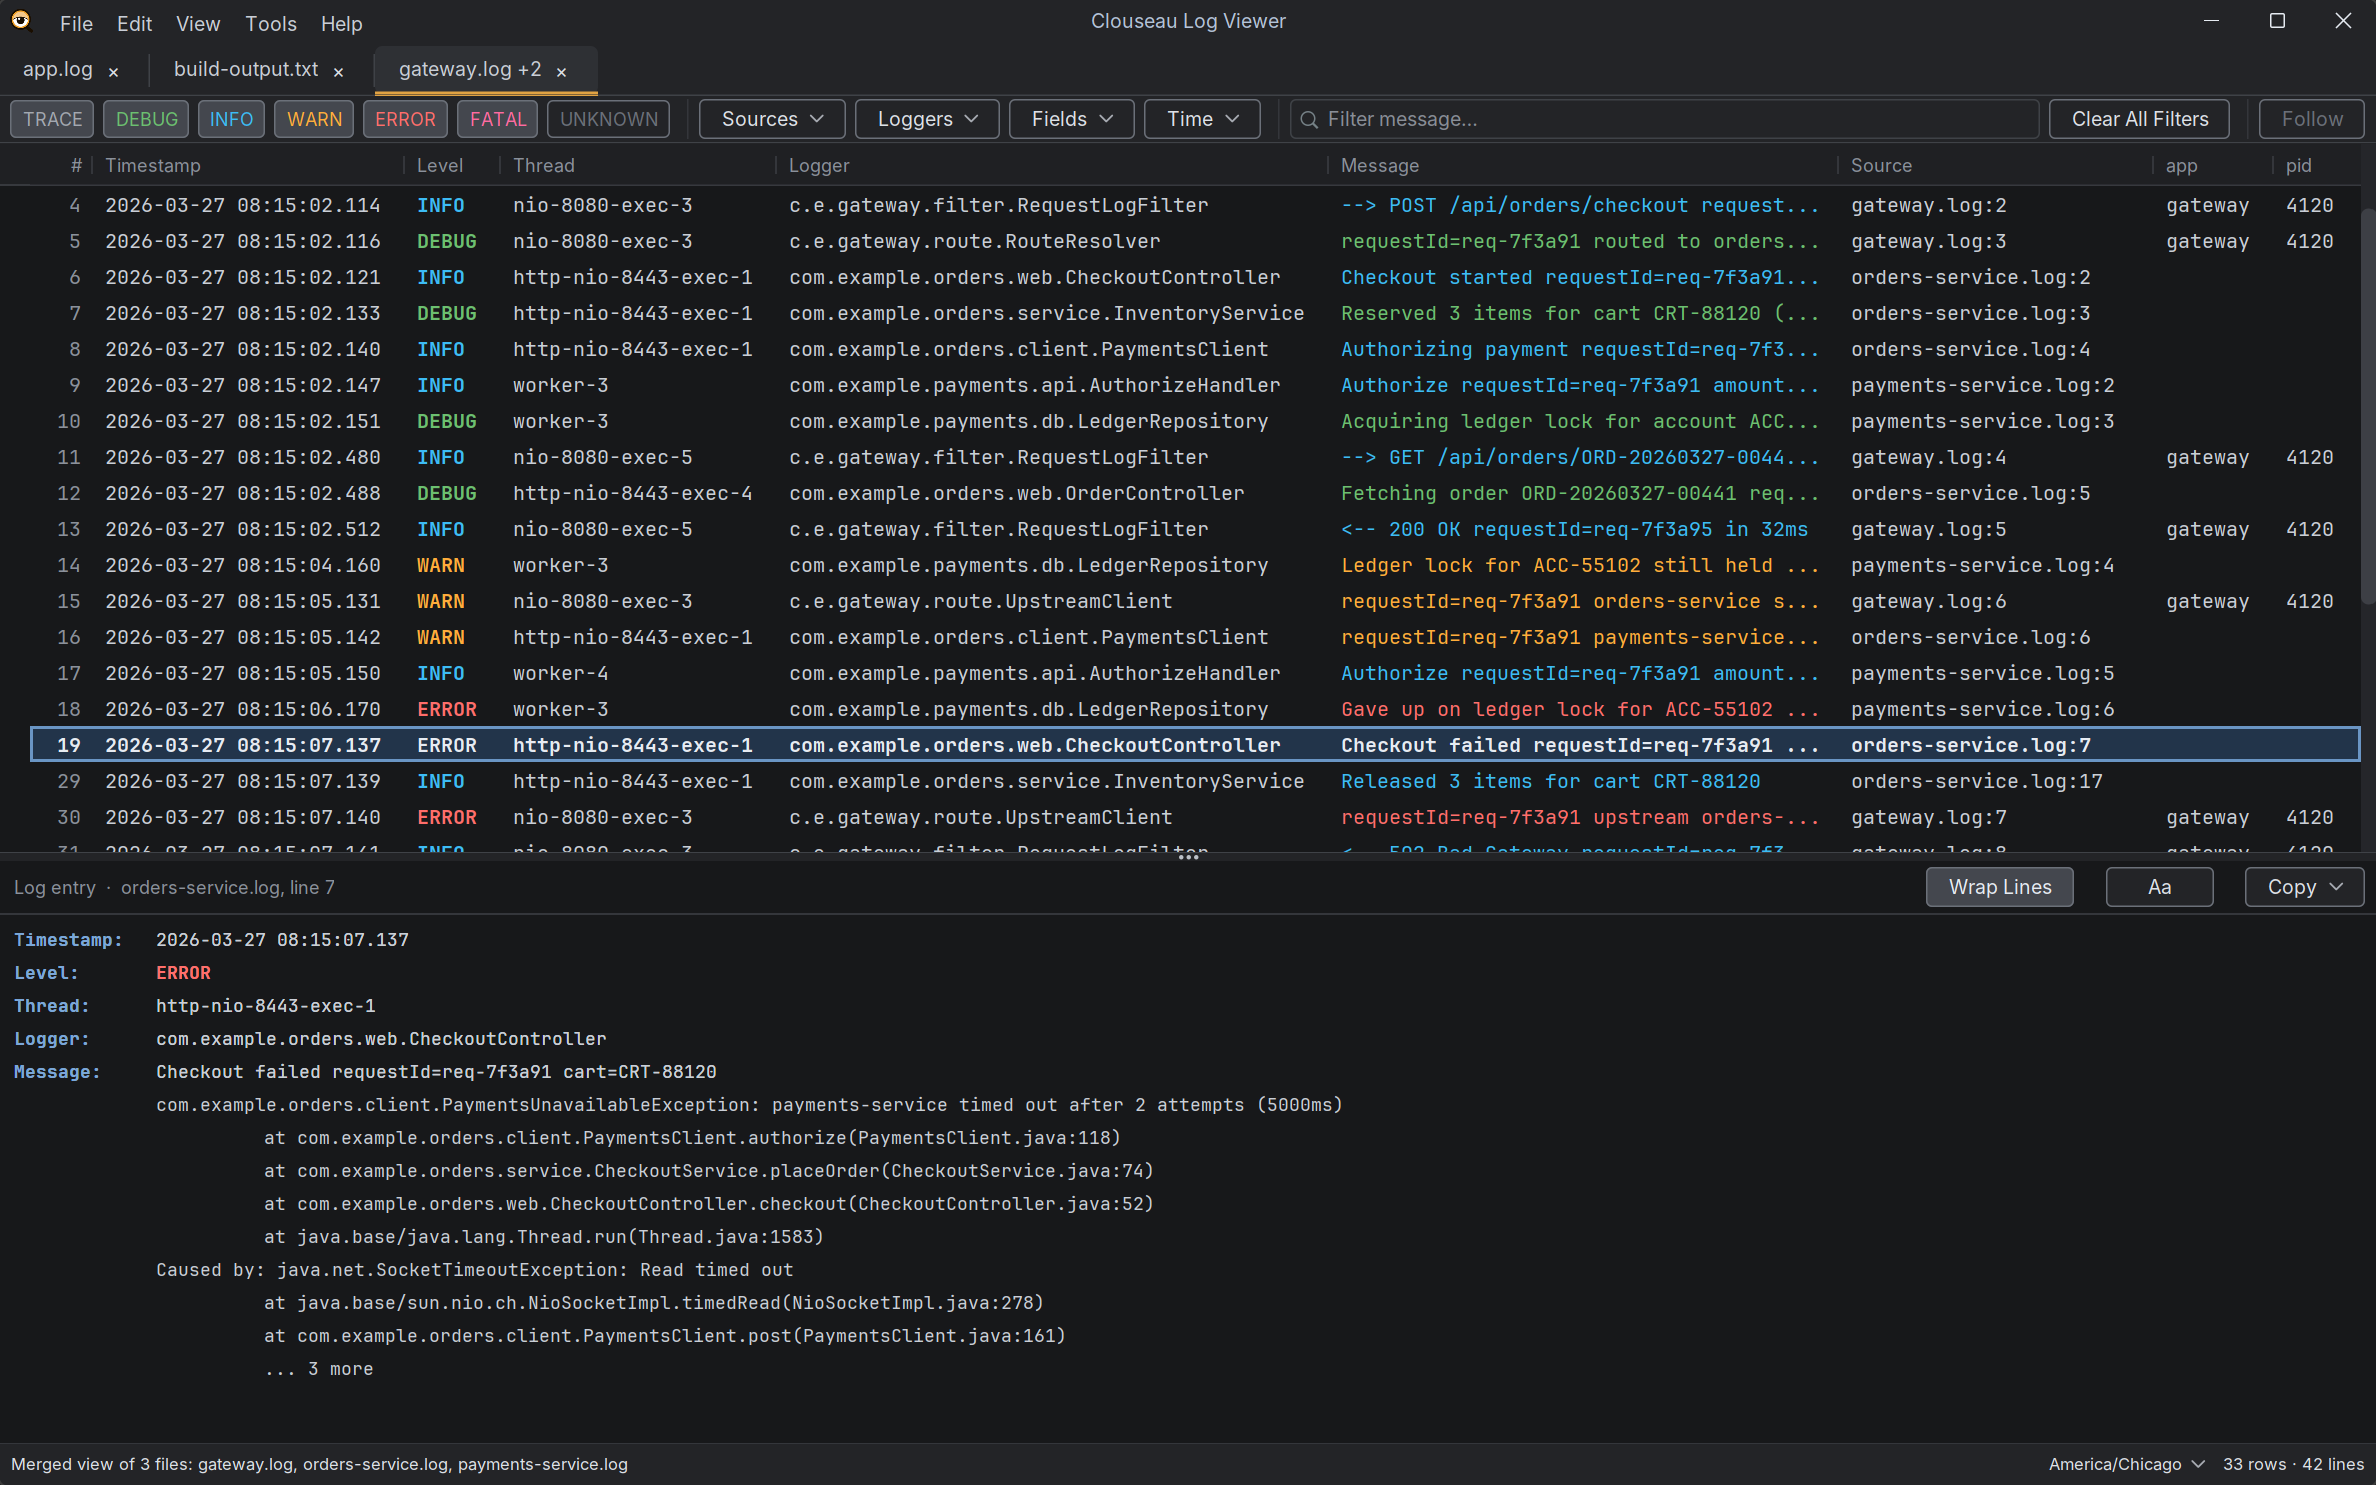 File Edit View Tools Help
Clouseau Log Viewer
app.log × build-output.txt × gateway.log +2 ×
TRACE DEBUG INFO WARN ERROR FATAL UNKNOWN Sources Loggers Fields Time Filter message... Clear All Filters Follow
# Timestamp Level Thread Logger Message Source app pid
4 2026-03-27 08:15:02.114 INFO nio-8080-exec-3 c.e.gateway.filter.RequestLogFilter --> POST /api/orders/checkout request... gateway.log:2 gateway 4120
5 2026-03-27 08:15:02.116 DEBUG nio-8080-exec-3 c.e.gateway.route.RouteResolver requestId=req-7f3a91 routed to orders... gateway.log:3 gateway 4120
6 2026-03-27 08:15:02.121 INFO http-nio-8443-exec-1 com.example.orders.web.CheckoutController Checkout started requestId=req-7f3a91... orders-service.log:2
7 2026-03-27 08:15:02.133 DEBUG http-nio-8443-exec-1 com.example.orders.service.InventoryService Reserved 3 items for cart CRT-88120 (... orders-service.log:3
8 2026-03-27 08:15:02.140 INFO http-nio-8443-exec-1 com.example.orders.client.PaymentsClient Authorizing payment requestId=req-7f3... orders-service.log:4
9 2026-03-27 08:15:02.147 INFO worker-3 com.example.payments.api.AuthorizeHandler Authorize requestId=req-7f3a91 amount... payments-service.log:2
10 2026-03-27 08:15:02.151 DEBUG worker-3 com.example.payments.db.LedgerRepository Acquiring ledger lock for account ACC... payments-service.log:3
11 2026-03-27 08:15:02.480 INFO nio-8080-exec-5 c.e.gateway.filter.RequestLogFilter --> GET /api/orders/ORD-20260327-0044... gateway.log:4 gateway 4120
12 2026-03-27 08:15:02.488 DEBUG http-nio-8443-exec-4 com.example.orders.web.OrderController Fetching order ORD-20260327-00441 req... orders-service.log:5
13 2026-03-27 08:15:02.512 INFO nio-8080-exec-5 c.e.gateway.filter.RequestLogFilter <-- 200 OK requestId=req-7f3a95 in 32ms gateway.log:5 gateway 4120
14 2026-03-27 08:15:04.160 WARN worker-3 com.example.payments.db.LedgerRepository Ledger lock for ACC-55102 still held ... payments-service.log:4
15 2026-03-27 08:15:05.131 WARN nio-8080-exec-3 c.e.gateway.route.UpstreamClient requestId=req-7f3a91 orders-service s... gateway.log:6 gateway 4120
16 2026-03-27 08:15:05.142 WARN http-nio-8443-exec-1 com.example.orders.client.PaymentsClient requestId=req-7f3a91 payments-service... orders-service.log:6
17 2026-03-27 08:15:05.150 INFO worker-4 com.example.payments.api.AuthorizeHandler Authorize requestId=req-7f3a91 amount... payments-service.log:5
18 2026-03-27 08:15:06.170 ERROR worker-3 com.example.payments.db.LedgerRepository Gave up on ledger lock for ACC-55102 ... payments-service.log:6
19 2026-03-27 08:15:07.137 ERROR http-nio-8443-exec-1 com.example.orders.web.CheckoutController Checkout failed requestId=req-7f3a91 ... orders-service.log:7
29 2026-03-27 08:15:07.139 INFO http-nio-8443-exec-1 com.example.orders.service.InventoryService Released 3 items for cart CRT-88120 orders-service.log:17
30 2026-03-27 08:15:07.140 ERROR nio-8080-exec-3 c.e.gateway.route.UpstreamClient requestId=req-7f3a91 upstream orders-... gateway.log:7 gateway 4120
31 2026-03-27 08:15:07.141 INFO nio-8080-exec-3 c.e.gateway.filter.RequestLogFilter <-- 502 Bad Gateway requestId=req-7f3... gateway.log:8 gateway 4120
Log entry · orders-service.log, line 7 Wrap Lines Aa Copy
Timestamp: 2026-03-27 08:15:07.137
Level: ERROR
Thread: http-nio-8443-exec-1
Logger: com.example.orders.web.CheckoutController
Message: Checkout failed requestId=req-7f3a91 cart=CRT-88120
com.example.orders.client.PaymentsUnavailableException: payments-service timed out after 2 attempts (5000ms)
at com.example.orders.client.PaymentsClient.authorize(PaymentsClient.java:118)
at com.example.orders.service.CheckoutService.placeOrder(CheckoutService.java:74)
at com.example.orders.web.CheckoutController.checkout(CheckoutController.java:52)
at java.base/java.lang.Thread.run(Thread.java:1583)
Caused by: java.net.SocketTimeoutException: Read timed out
at java.base/sun.nio.ch.NioSocketImpl.timedRead(NioSocketImpl.java:278)
at com.example.orders.client.PaymentsClient.post(PaymentsClient.java:161)
... 3 more
Merged view of 3 files: gateway.log, orders-service.log, payments-service.log America/Chicago 33 rows · 42 lines